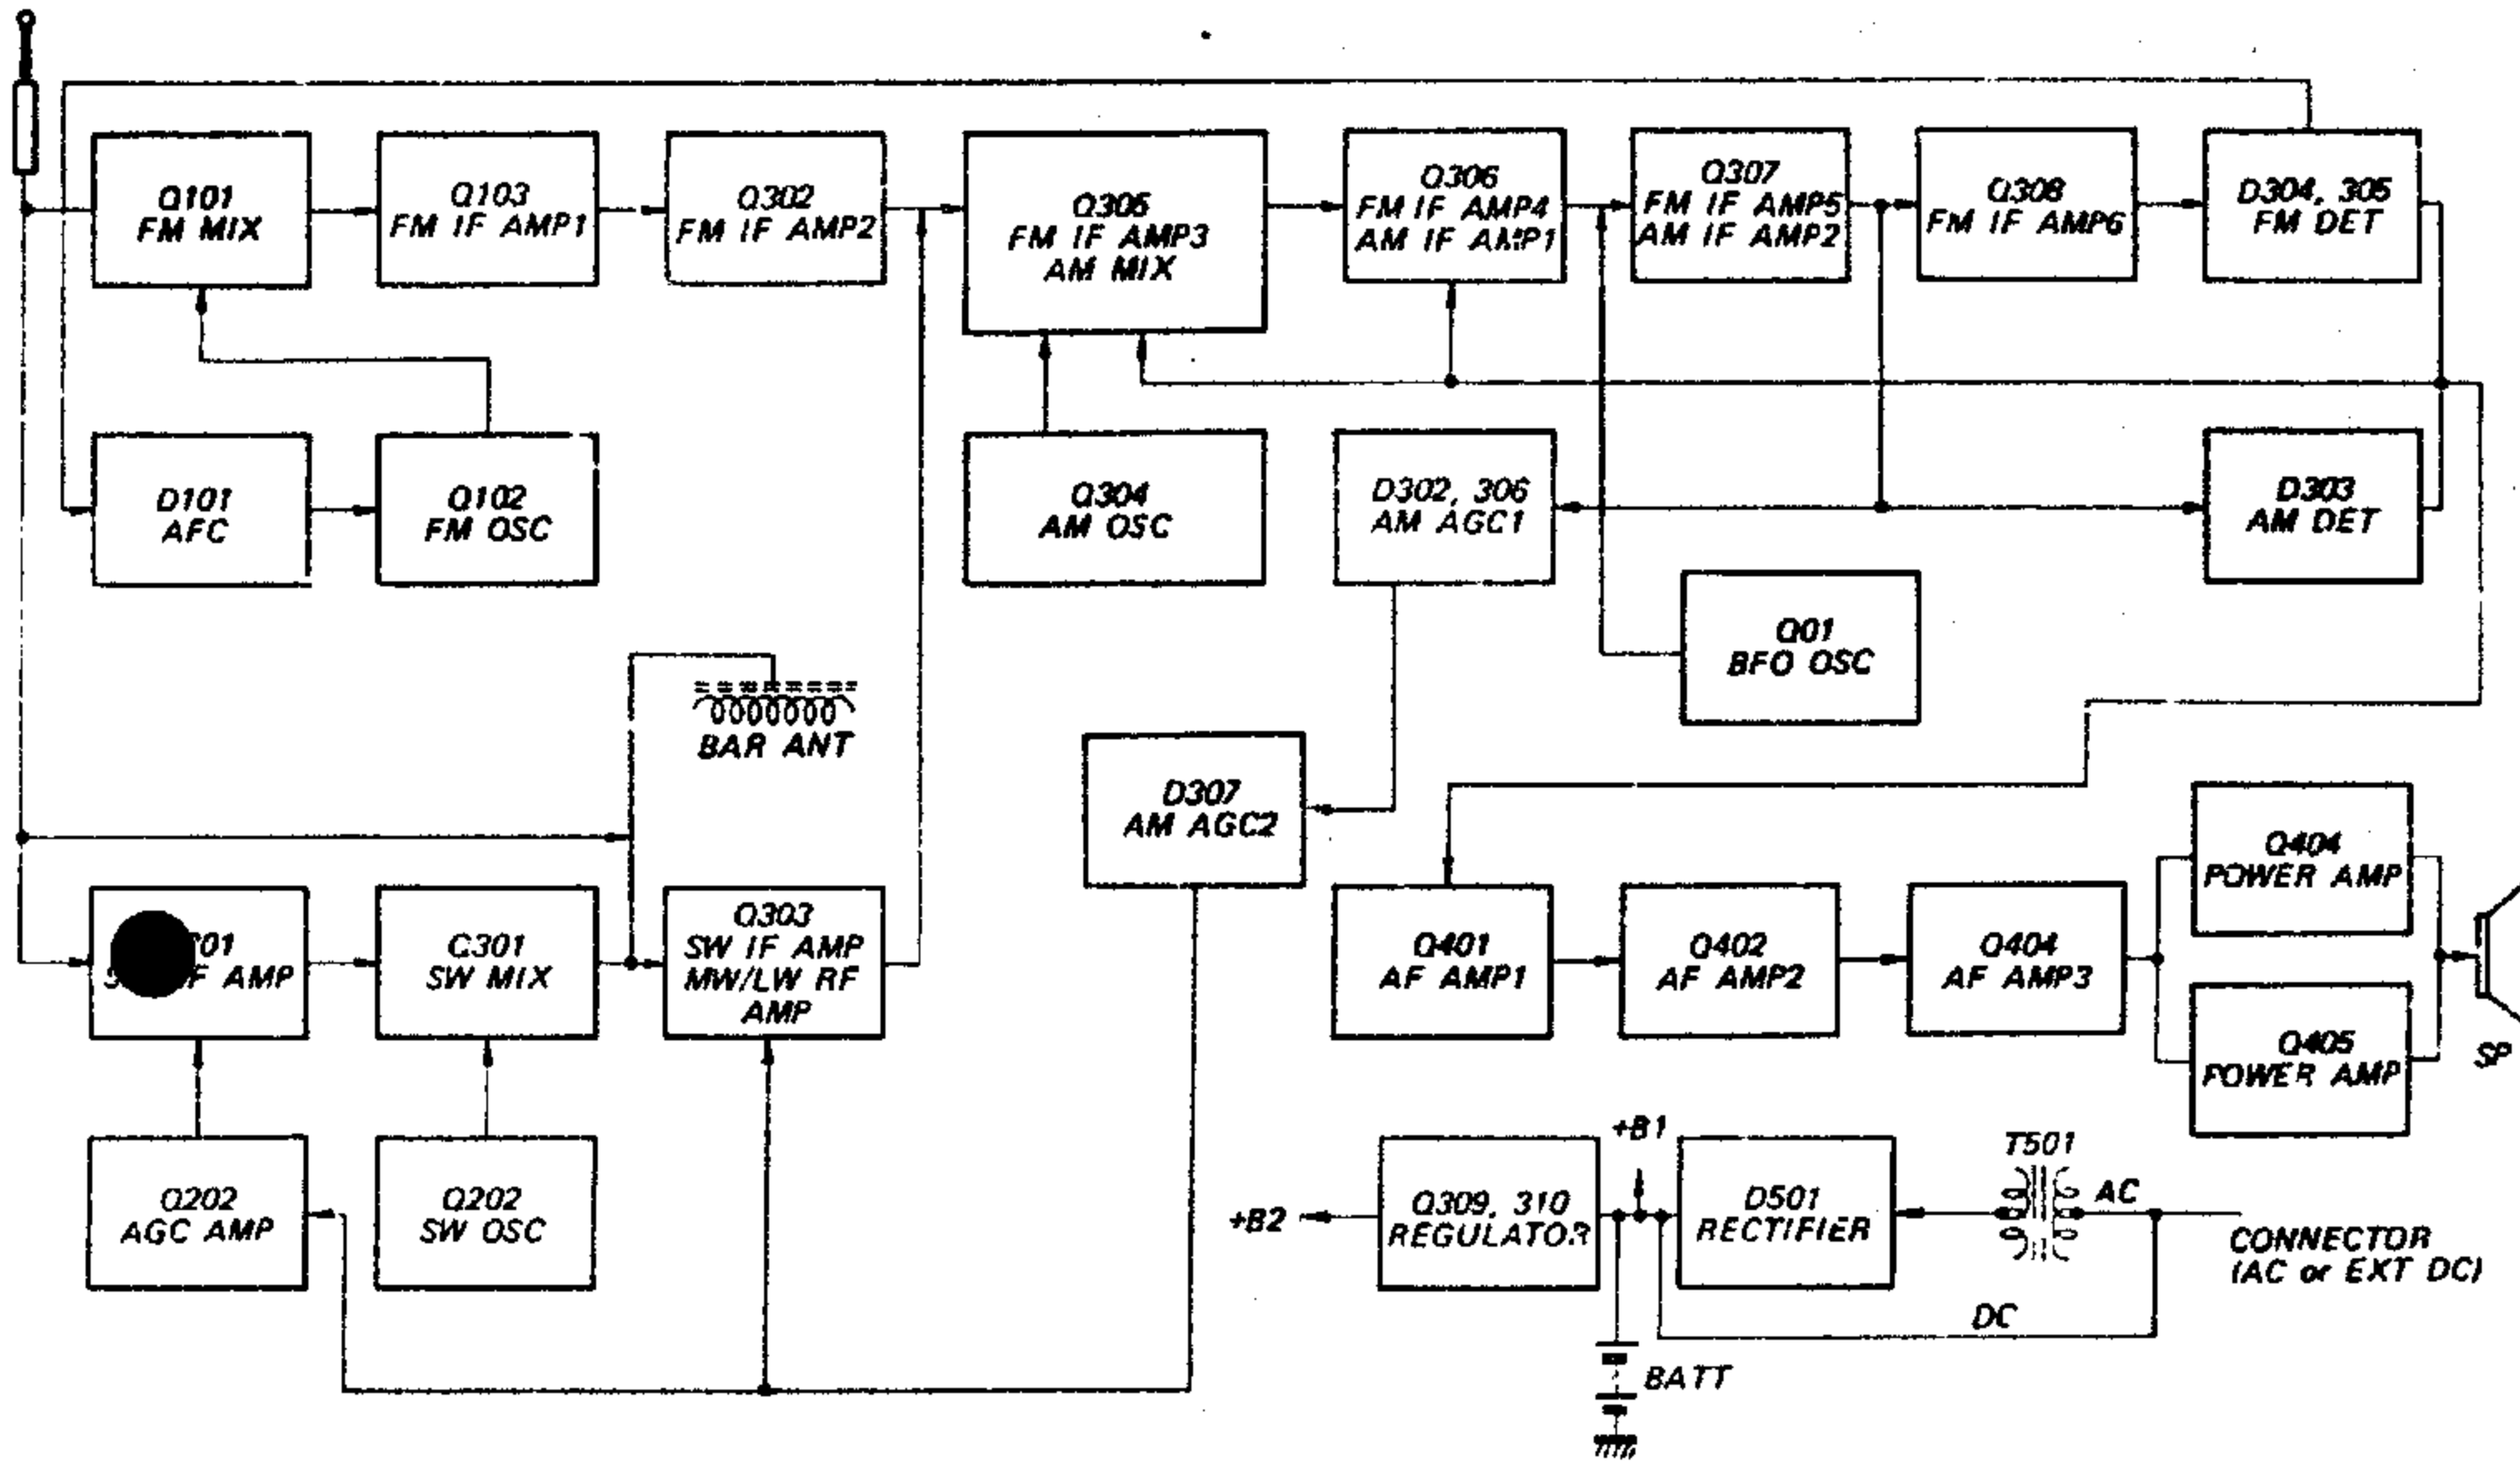 Q101
FM MIX
Q103
FM IF AMP1
Q302
FM IF AMP2
Q305
FM IF AMP3
AM MIX
Q306
FM IF AMP4
AM IF AMP1
Q307
FM IF AMP5
AM IF AMP2
Q308
FM IF AMP6
D304, 305
FM DET
D101
AFC
Q102
FM OSC
Q304
AM OSC
D302, 306
AM AGC1
D303
AM DET
Q01
BFO OSC
BAR ANT
D307
AM AGC2
AMP
Q301
SW MIX
Q303
SW IF AMP
MW/LW RF
AMP
Q401
AF AMP1
Q402
AF AMP2
Q404
AF AMP3
Q404
POWER AMP
Q405
POWER AMP
SP
Q202
AGC AMP
Q202
SW OSC
+B2
Q309, 310
REGULATOR
+B1
D501
RECTIFIER
T501
AC
CONNECTOR
(AC or EXT DC)
DC
BATT